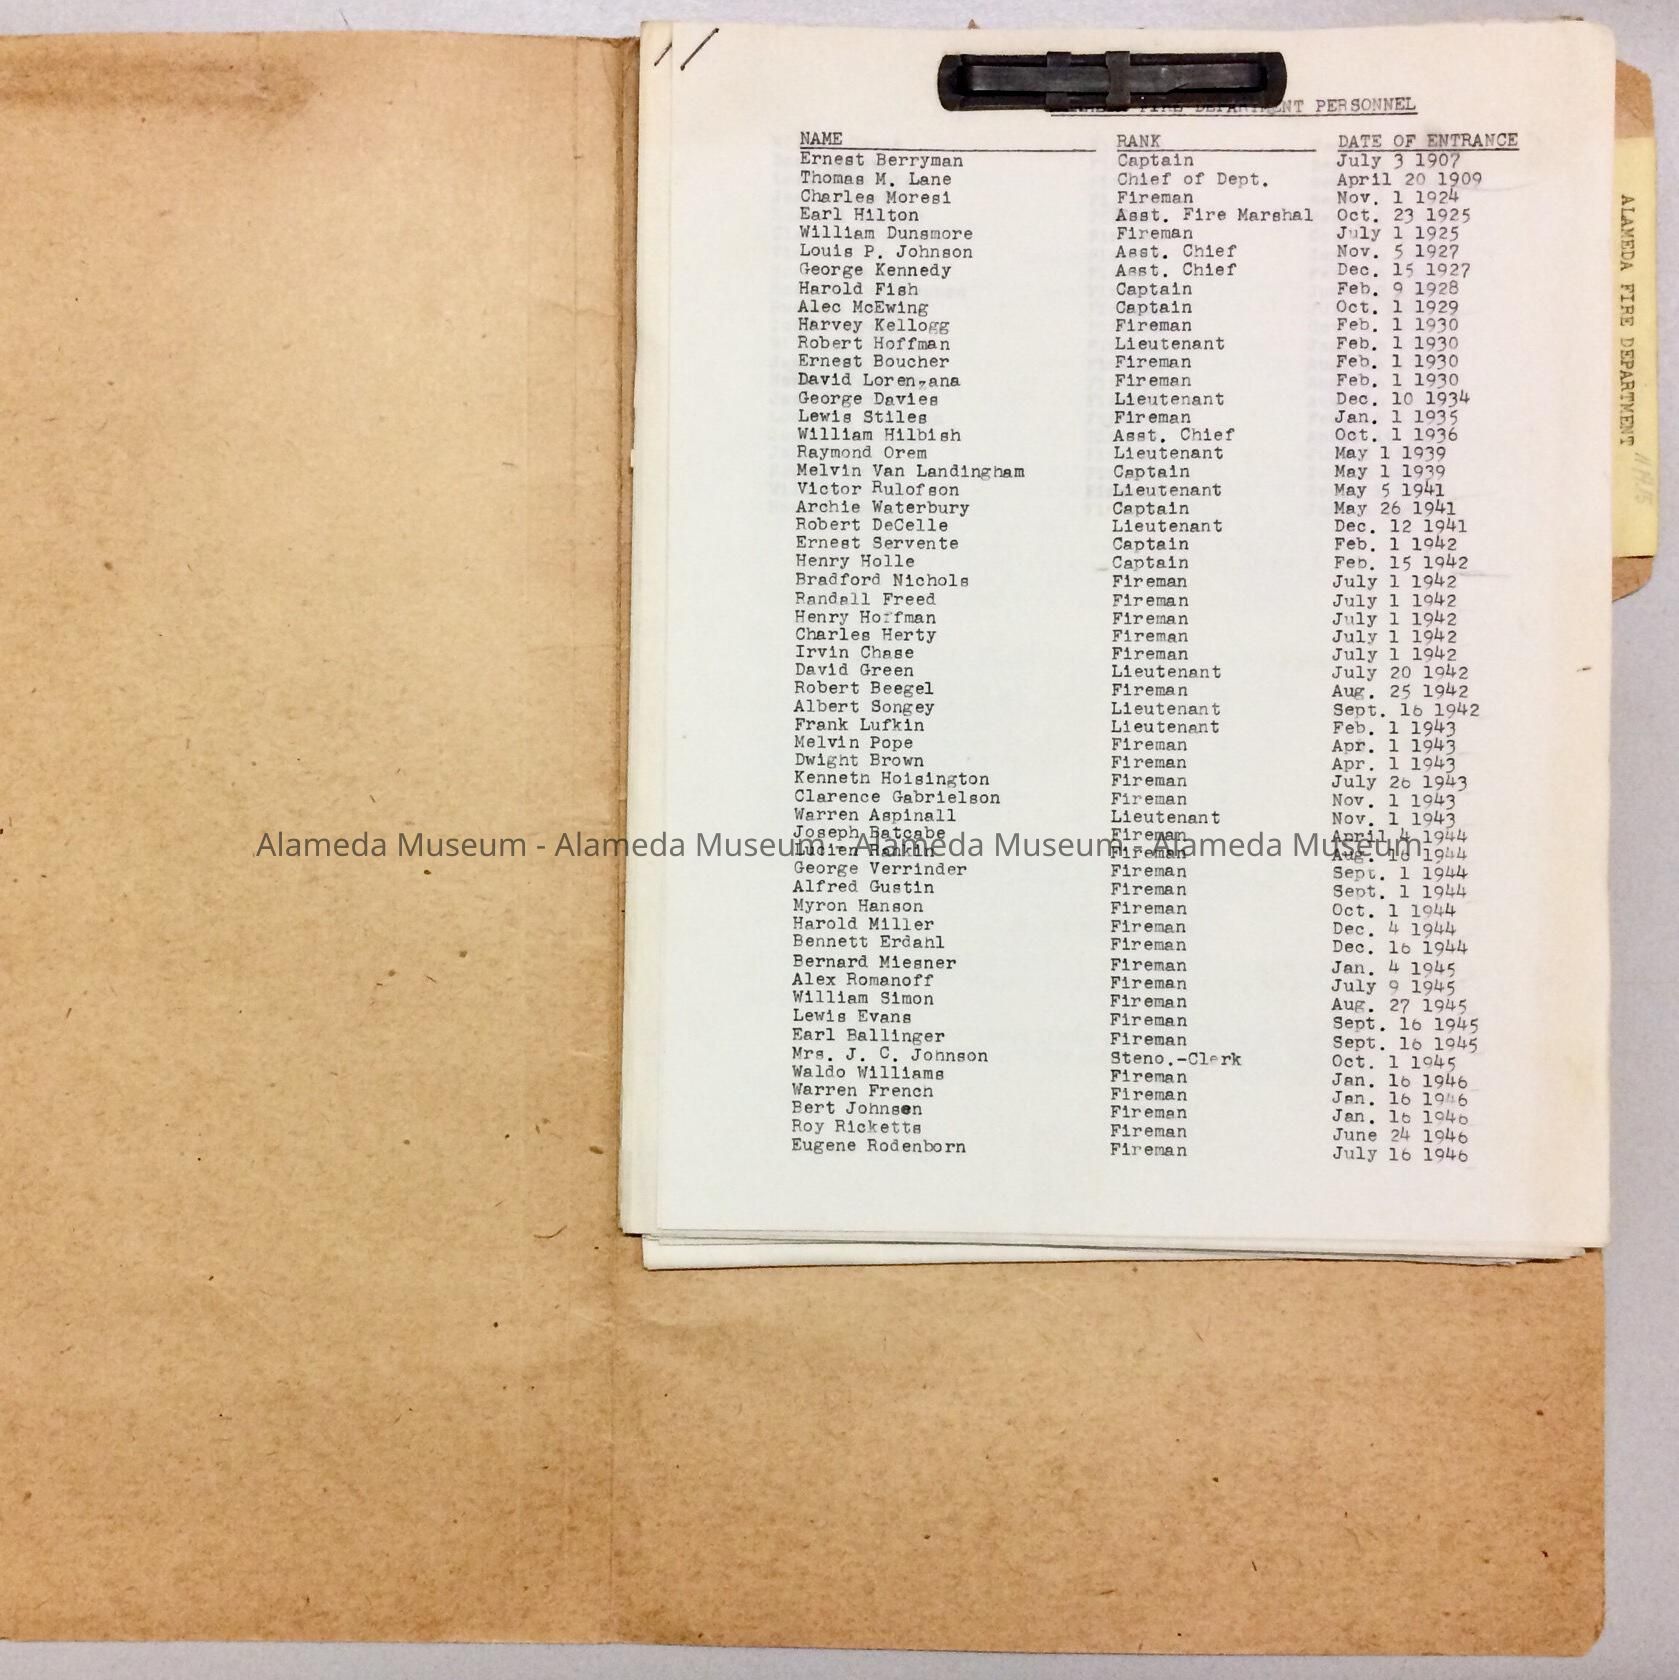 FIRE DEPARTMENT PERSONNEL
NAME RANK DATE OF ENTRANCE
Ernest Berryman Captain July 3 1907
Thomas M. Lane Chief of Dept. April 20 1909
Charles Moresi Fireman Nov. 1 1924
Earl Hilton Asst. Fire Marshal Oct. 23 1925
William Dunsmore Fireman July 1 1925
Louis P. Johnson Asst. Chief Nov. 5 1927
George Kennedy Asst. Chief Dec. 15 1927
Harold Fish Captain Feb. 9 1928
Alec McEwing Captain Oct. 1 1929
Harvey Kellogg Fireman Feb. 1 1930
Robert Hoffman Lieutenant Feb. 1 1930
Ernest Boucher Fireman Feb. 1 1930
David Lorenzana Fireman Feb. 1 1930
George Davies Lieutenant Dec. 10 1934
Lewis Stiles Fireman Jan. 1 1935
William Hilbish Asst. Chief Oct. 1 1936
Raymond Orem Lieutenant May 1 1939
Melvin Van Landingham Captain May 1 1939
Victor Rulofson Lieutenant May 5 1941
Archie Waterbury Captain May 26 1941
Robert DeCelle Lieutenant Dec. 12 1941
Ernest Servente Captain Feb. 1 1942
Henry Holle Captain Feb. 15 1942
Bradford Nichols Fireman July 1 1942
Randall Freed Fireman July 1 1942
Henry Hoffman Fireman July 1 1942
Charles Herty Fireman July 1 1942
Irvin Chase Fireman July 1 1942
David Green Lieutenant July 20 1942
Robert Beegel Fireman Aug. 25 1942
Albert Songey Lieutenant Sept. 16 1942
Frank Lufkin Lieutenant Feb. 1 1943
Melvin Pope Fireman Apr. 1 1943
Dwight Brown Fireman Apr. 1 1943
Kenneth Hoisington Fireman July 26 1943
Clarence Gabrielson Fireman Nov. 1 1943
Warren Aspinall Lieutenant Nov. 1 1943
Joseph Batcabe Fireman April 4 1944
Alameda Museum - Alameda Museum - Alameda Museum - Alameda Museum
Lucien Rankin Fireman Aug. 16 1944
George Verrinder Fireman Sept. 1 1944
Alfred Gustin Fireman Sept. 1 1944
Myron Hanson Fireman Oct. 1 1944
Harold Miller Fireman Dec. 4 1944
Bennett Erdahl Fireman Dec. 16 1944
Bernard Miesner Fireman Jan. 4 1945
Alex Romanoff Fireman July 9 1945
William Simon Fireman Aug. 27 1945
Lewis Evans Fireman Sept. 16 1945
Earl Ballinger Fireman Sept. 16 1945
Mrs. J. C. Johnson Steno.-Clerk Oct. 1 1945
Waldo Williams Fireman Jan. 16 1946
Warren French Fireman Jan. 16 1946
Bert Johnsen Fireman Jan. 16 1946
Roy Ricketts Fireman June 24 1946
Eugene Rodenborn Fireman July 16 1946
ALAMEDA FIRE DEPARTMENT